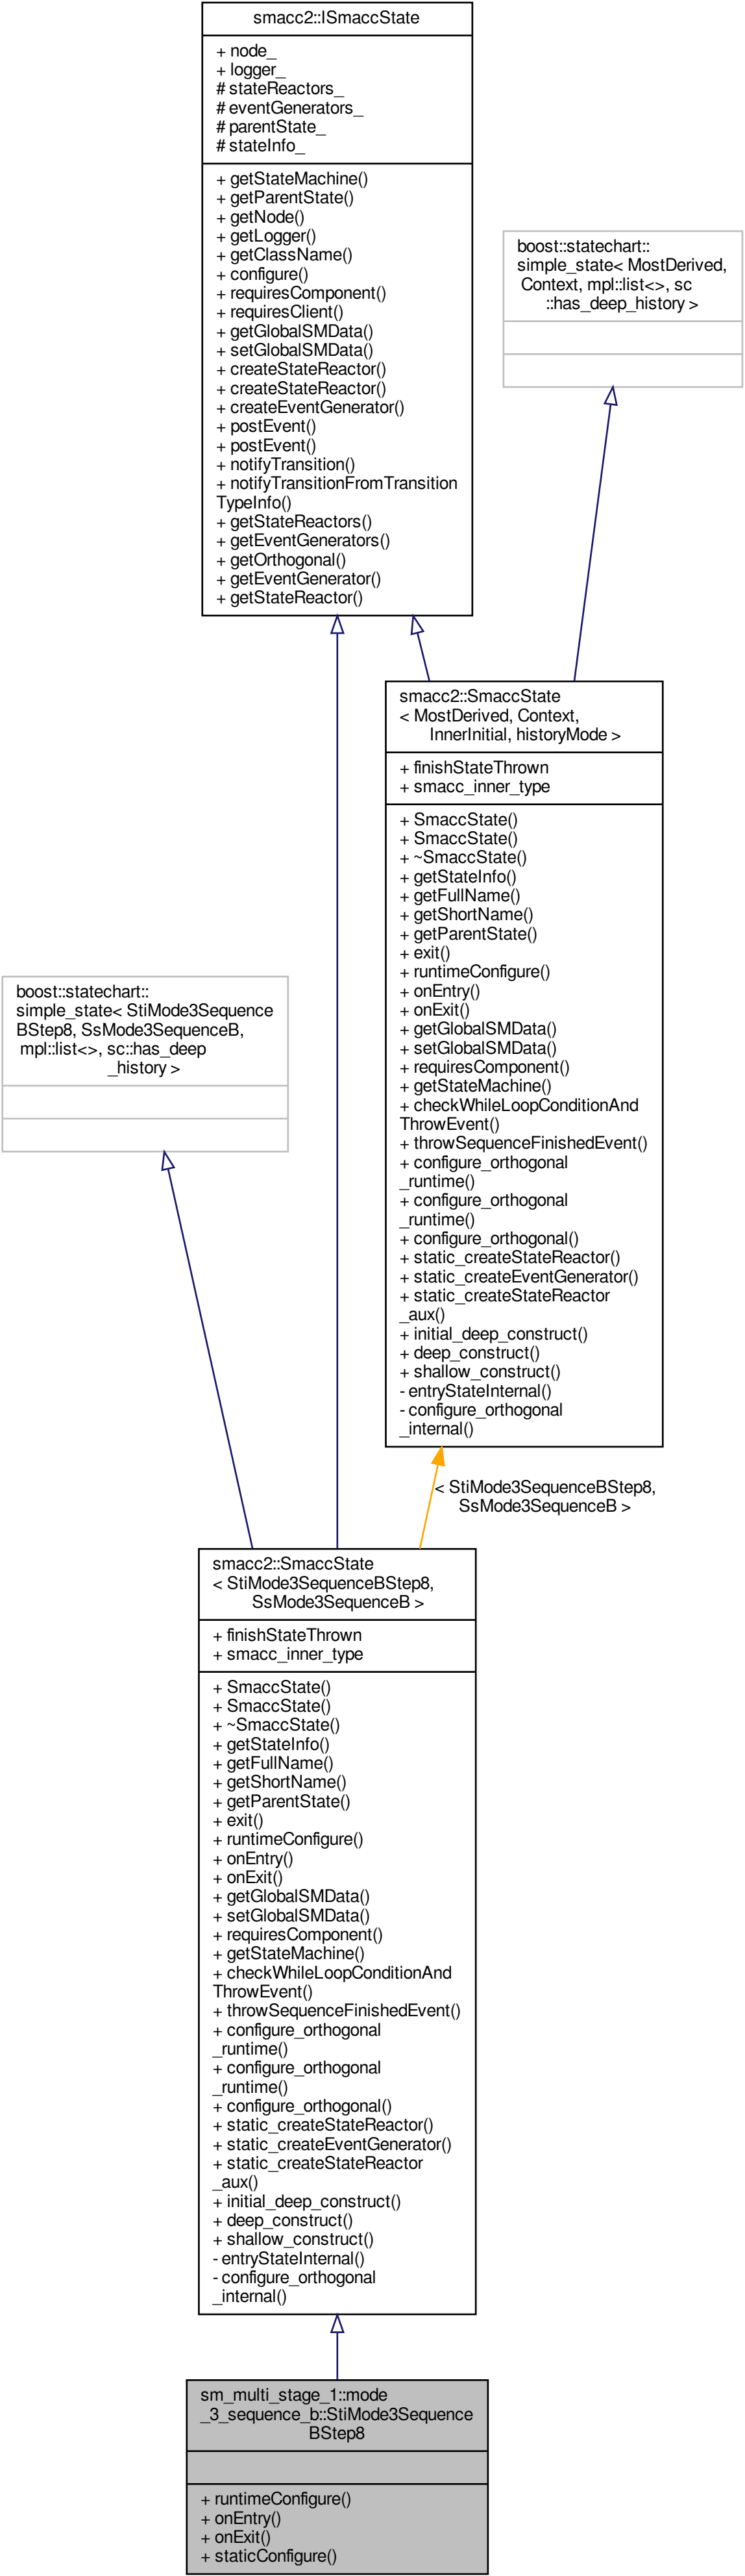 smacc2::ISmaccState
+ node_
+ logger_
# stateReactors_
# eventGenerators_
# parentState_
# stateInfo_
+ getStateMachine()
+ getParentState()
+ getNode()
+ getLogger()
+ getClassName()
+ configure()
+ requiresComponent()
+ requiresClient()
+ getGlobalSMData()
+ setGlobalSMData()
+ createStateReactor()
+ createStateReactor()
+ createEventGenerator()
+ postEvent()
+ postEvent()
+ notifyTransition()
+ notifyTransitionFromTransition
TypeInfo()
+ getStateReactors()
+ getEventGenerators()
+ getOrthogonal()
+ getEventGenerator()
+ getStateReactor()
boost::statechart::
simple_state< MostDerived,
Context, mpl::list<>, sc
::has_deep_history >
smacc2::SmaccState
< MostDerived, Context,
InnerInitial, historyMode >
+ finishStateThrown
+ smacc_inner_type
+ SmaccState()
+ SmaccState()
+ ~SmaccState()
+ getStateInfo()
+ getFullName()
+ getShortName()
+ getParentState()
+ exit()
+ runtimeConfigure()
+ onEntry()
+ onExit()
+ getGlobalSMData()
+ setGlobalSMData()
+ requiresComponent()
+ getStateMachine()
+ checkWhileLoopConditionAnd
ThrowEvent()
+ throwSequenceFinishedEvent()
+ configure_orthogonal
_runtime()
+ configure_orthogonal
_runtime()
+ configure_orthogonal()
+ static_createStateReactor()
+ static_createEventGenerator()
+ static_createStateReactor
_aux()
+ initial_deep_construct()
+ deep_construct()
+ shallow_construct()
- entryStateInternal()
- configure_orthogonal
_internal()
boost::statechart::
simple_state< StiMode3Sequence
BStep8, SsMode3SequenceB,
mpl::list<>, sc::has_deep
_history >
< StiMode3SequenceBStep8,
SsMode3SequenceB >
smacc2::SmaccState
< StiMode3SequenceBStep8,
SsMode3SequenceB >
+ finishStateThrown
+ smacc_inner_type
+ SmaccState()
+ SmaccState()
+ ~SmaccState()
+ getStateInfo()
+ getFullName()
+ getShortName()
+ getParentState()
+ exit()
+ runtimeConfigure()
+ onEntry()
+ onExit()
+ getGlobalSMData()
+ setGlobalSMData()
+ requiresComponent()
+ getStateMachine()
+ checkWhileLoopConditionAnd
ThrowEvent()
+ throwSequenceFinishedEvent()
+ configure_orthogonal
_runtime()
+ configure_orthogonal
_runtime()
+ configure_orthogonal()
+ static_createStateReactor()
+ static_createEventGenerator()
+ static_createStateReactor
_aux()
+ initial_deep_construct()
+ deep_construct()
+ shallow_construct()
- entryStateInternal()
- configure_orthogonal
_internal()
sm_multi_stage_1::mode
_3_sequence_b::StiMode3Sequence
BStep8
+ runtimeConfigure()
+ onEntry()
+ onExit()
+ staticConfigure()